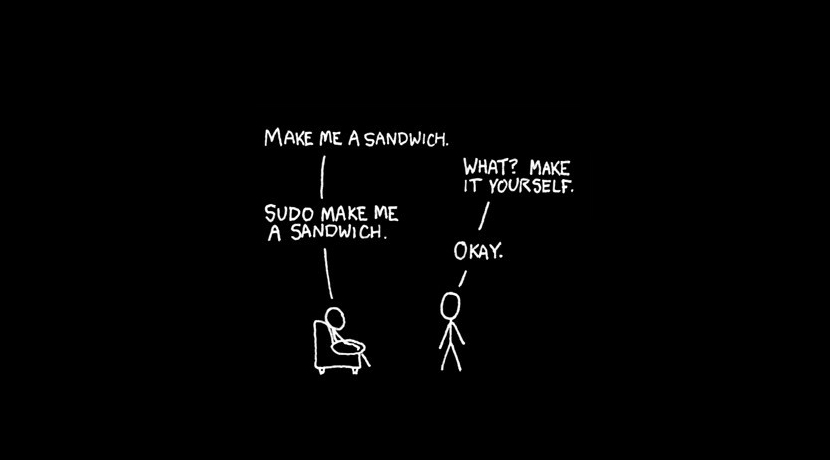 MAKE ME A SANDWICH.
WHAT? MAKE
IT YOURSELF.
SUDO MAKE ME
A SANDWICH.
OKAY.